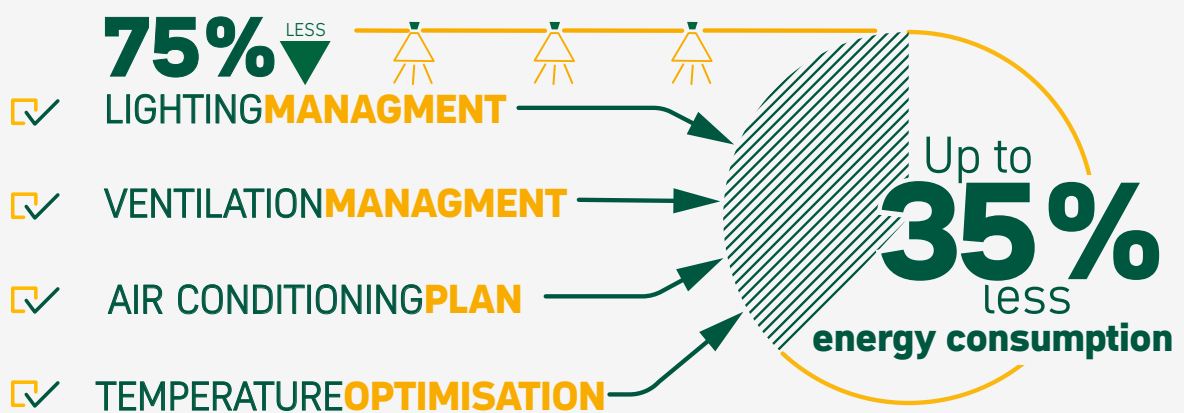 75% LESS
LIGHTINGMANAGMENT
VENTILATIONMANAGMENT
AIR CONDITIONINGPLAN
TEMPERATUREOPTIMISATION
Up to
35%
less
energy consumption